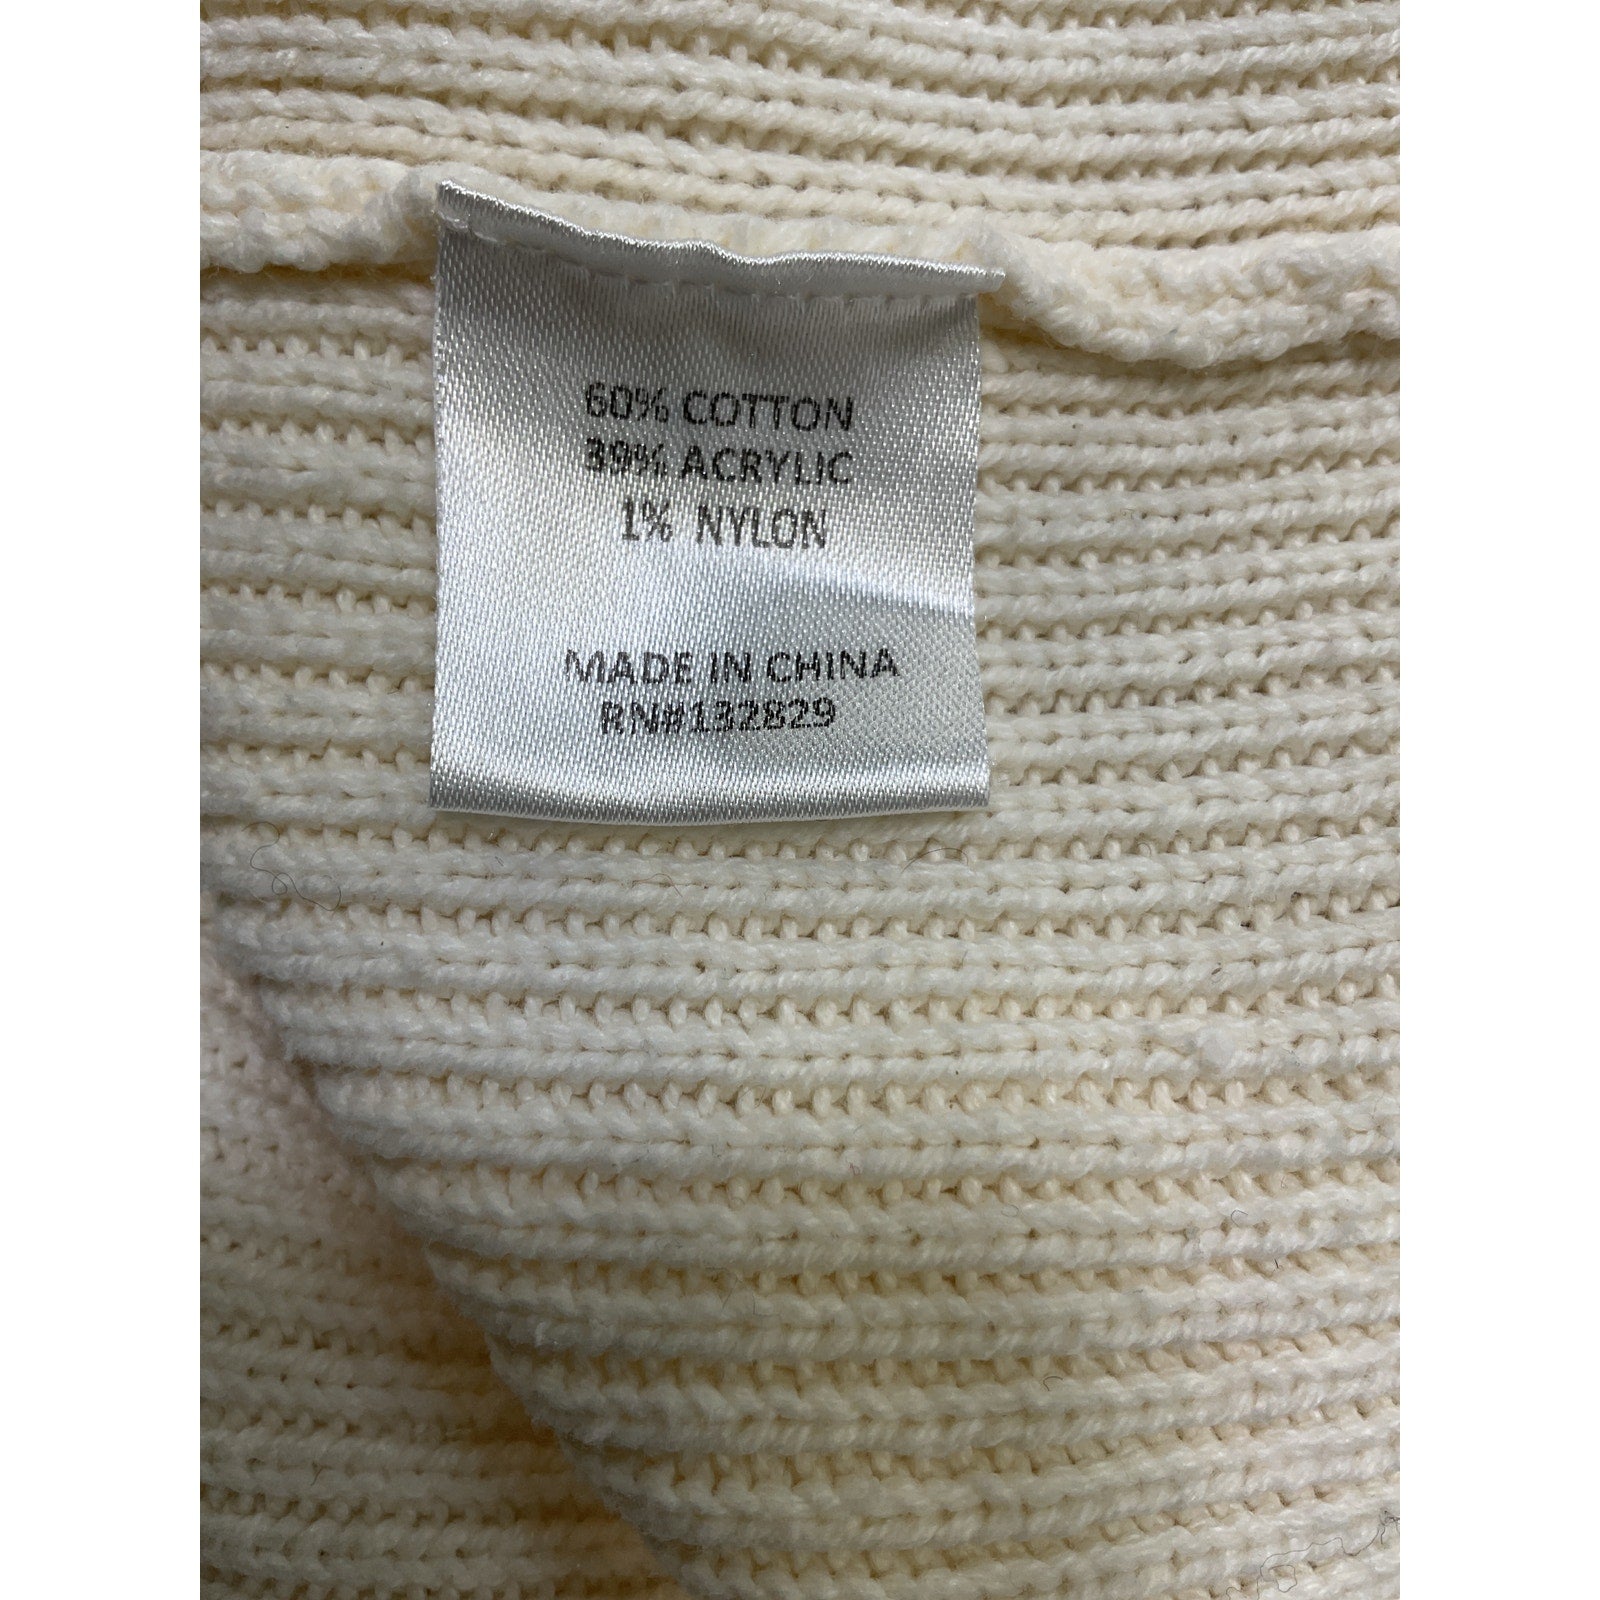 60% COTTON
39% ACRYLIC
1% NYLON
MADE IN CHINA
RN#132829